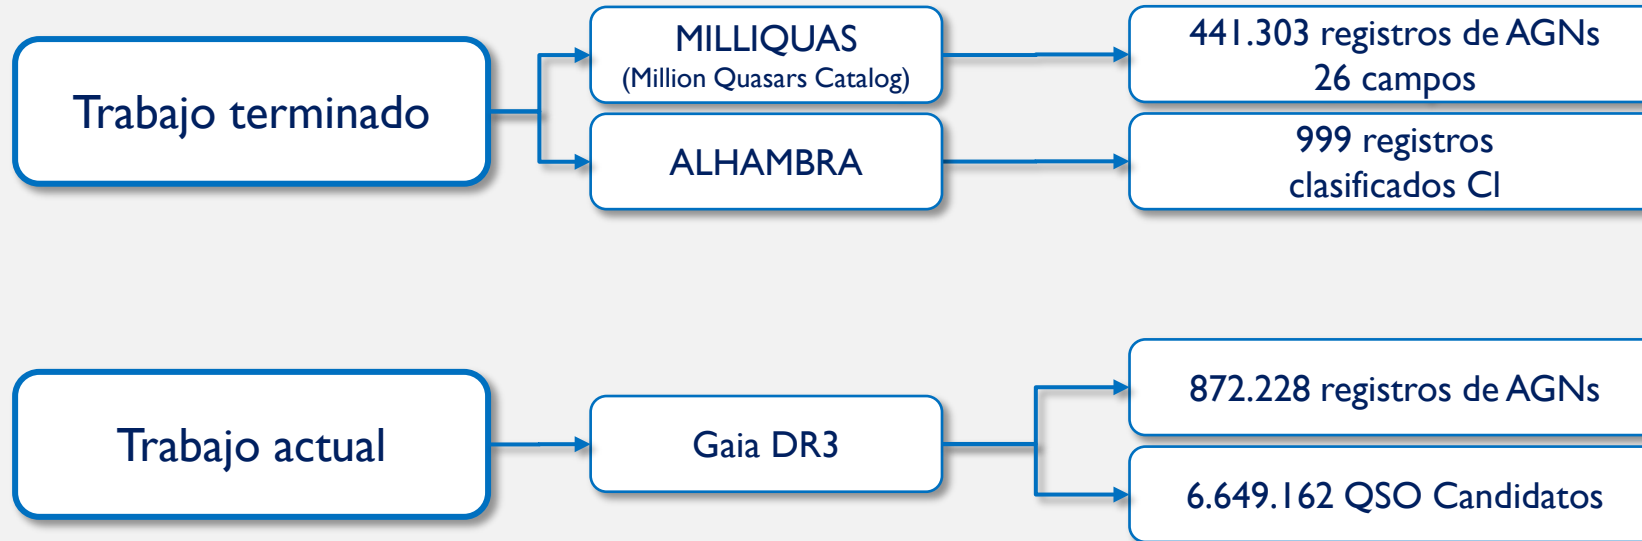 Trabajo terminado
MILLIQUAS
(Million Quasars Catalog)
441.303 registros de AGNs
26 campos
ALHAMBRA
999 registros
clasificados Cl
Trabajo actual
Gaia DR3
872.228 registros de AGNs
6.649.162 QSO Candidatos